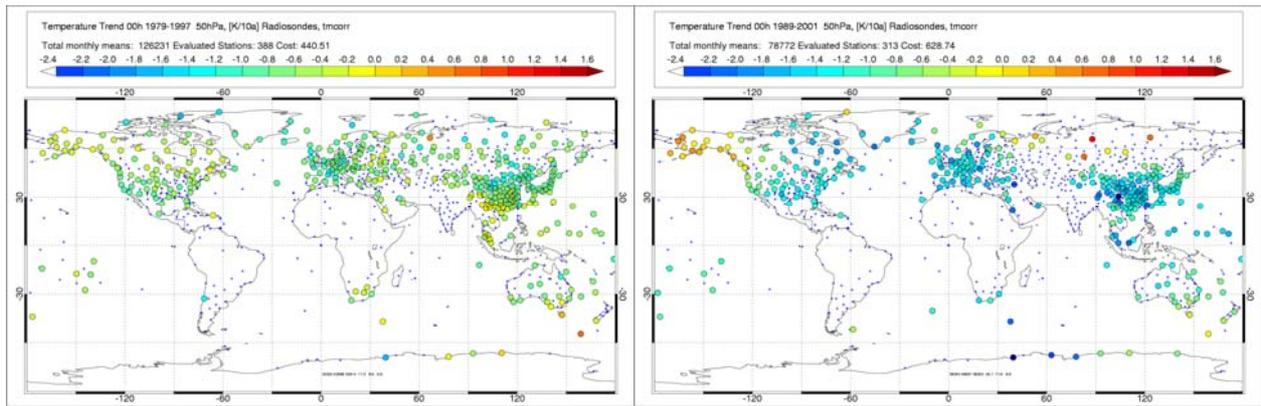 Temperature Trend 00h 1979-1997 50hPa, [K/10a] Radiosondes, tmcorr
Total monthly means: 126231 Evaluated Stations: 388 Cost: 440.51
-2.4 -2.2 -2.0 -1.8 -1.6 -1.4 -1.2 -1.0 -0.8 -0.6 -0.4 -0.2 0.0 0.2 0.4 0.6 0.8 1.0 1.2 1.4 1.6
-120 -60 0 60 120
30 30
-30 -30
-120 -60 0 60 120
Temperature Trend 00h 1989-2001 50hPa, [K/10a] Radiosondes, tmcorr
Total monthly means: 78772 Evaluated Stations: 313 Cost: 628.74
-2.4 -2.2 -2.0 -1.8 -1.6 -1.4 -1.2 -1.0 -0.8 -0.6 -0.4 -0.2 0.0 0.2 0.4 0.6 0.8 1.0 1.2 1.4 1.6
-120 -60 0 60 120
30 30
-30 -30
-120 -60 0 60 120